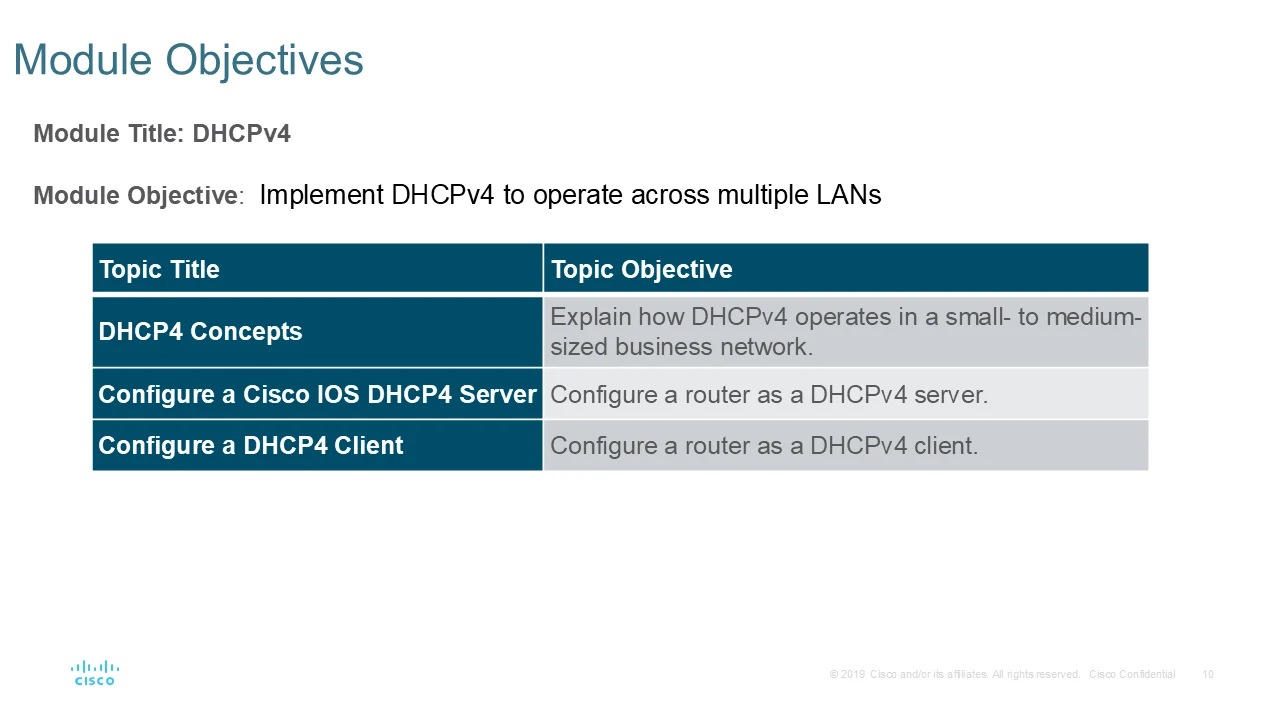 Module Objectives
Module Title: DHCPv4
Module Objective: Implement DHCPv4 to operate across multiple LANs
Topic Title
Topic Objective
DHCP4 Concepts
Explain how DHCPv4 operates in a small- to medium-
sized business network.
Configure a Cisco IOS DHCP4 Server
Configure a router as a DHCPv4 server.
Configure a DHCP4 Client
Configure a router as a DHCPv4 client.
CISCO
© 2019 Cisco and/or its affiliates. All rights reserved. Cisco Confidential
10